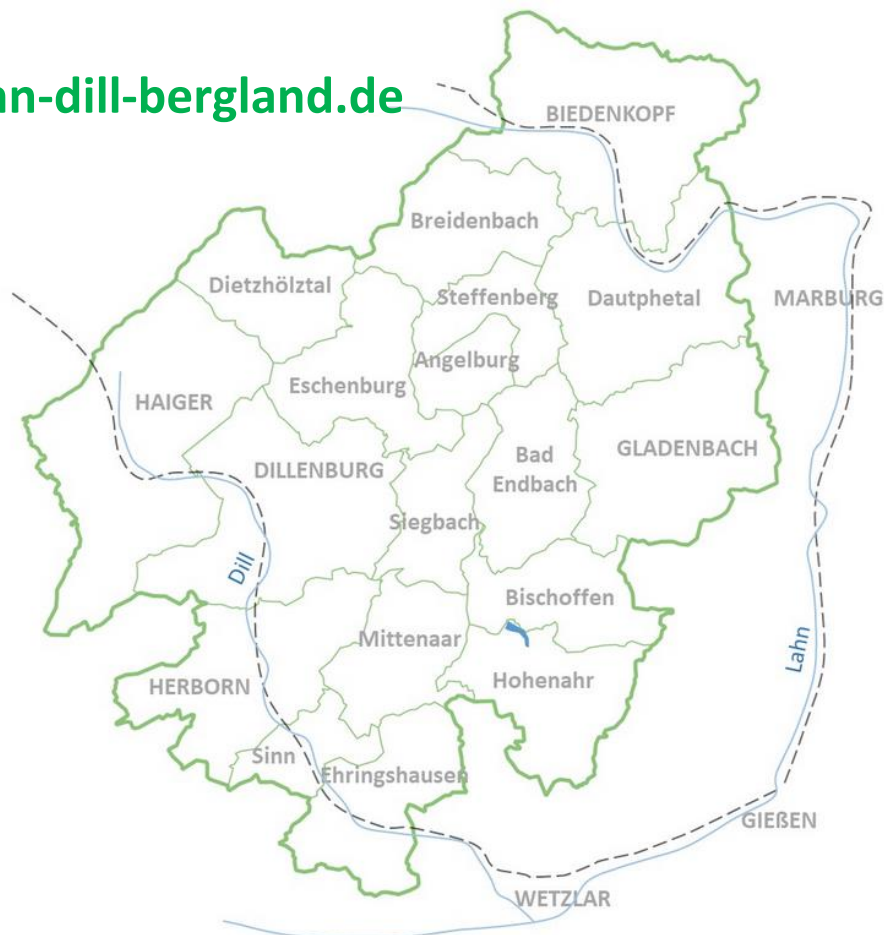 n-dill-bergland.de
BIEDENKOPF
Breidenbach
Dietzhölztal
Steffenberg
Dautphetal
MARBURG
Angelburg
Eschenburg
HAIGER
GLADENBACH
DILLENBURG
Bad
Endbach
Siegbach
Dill
Bischoffen
Mittenaar
Lahn
Hohenahr
HERBORN
Sinn
Ehringshausen
GIEßEN
WETZLAR